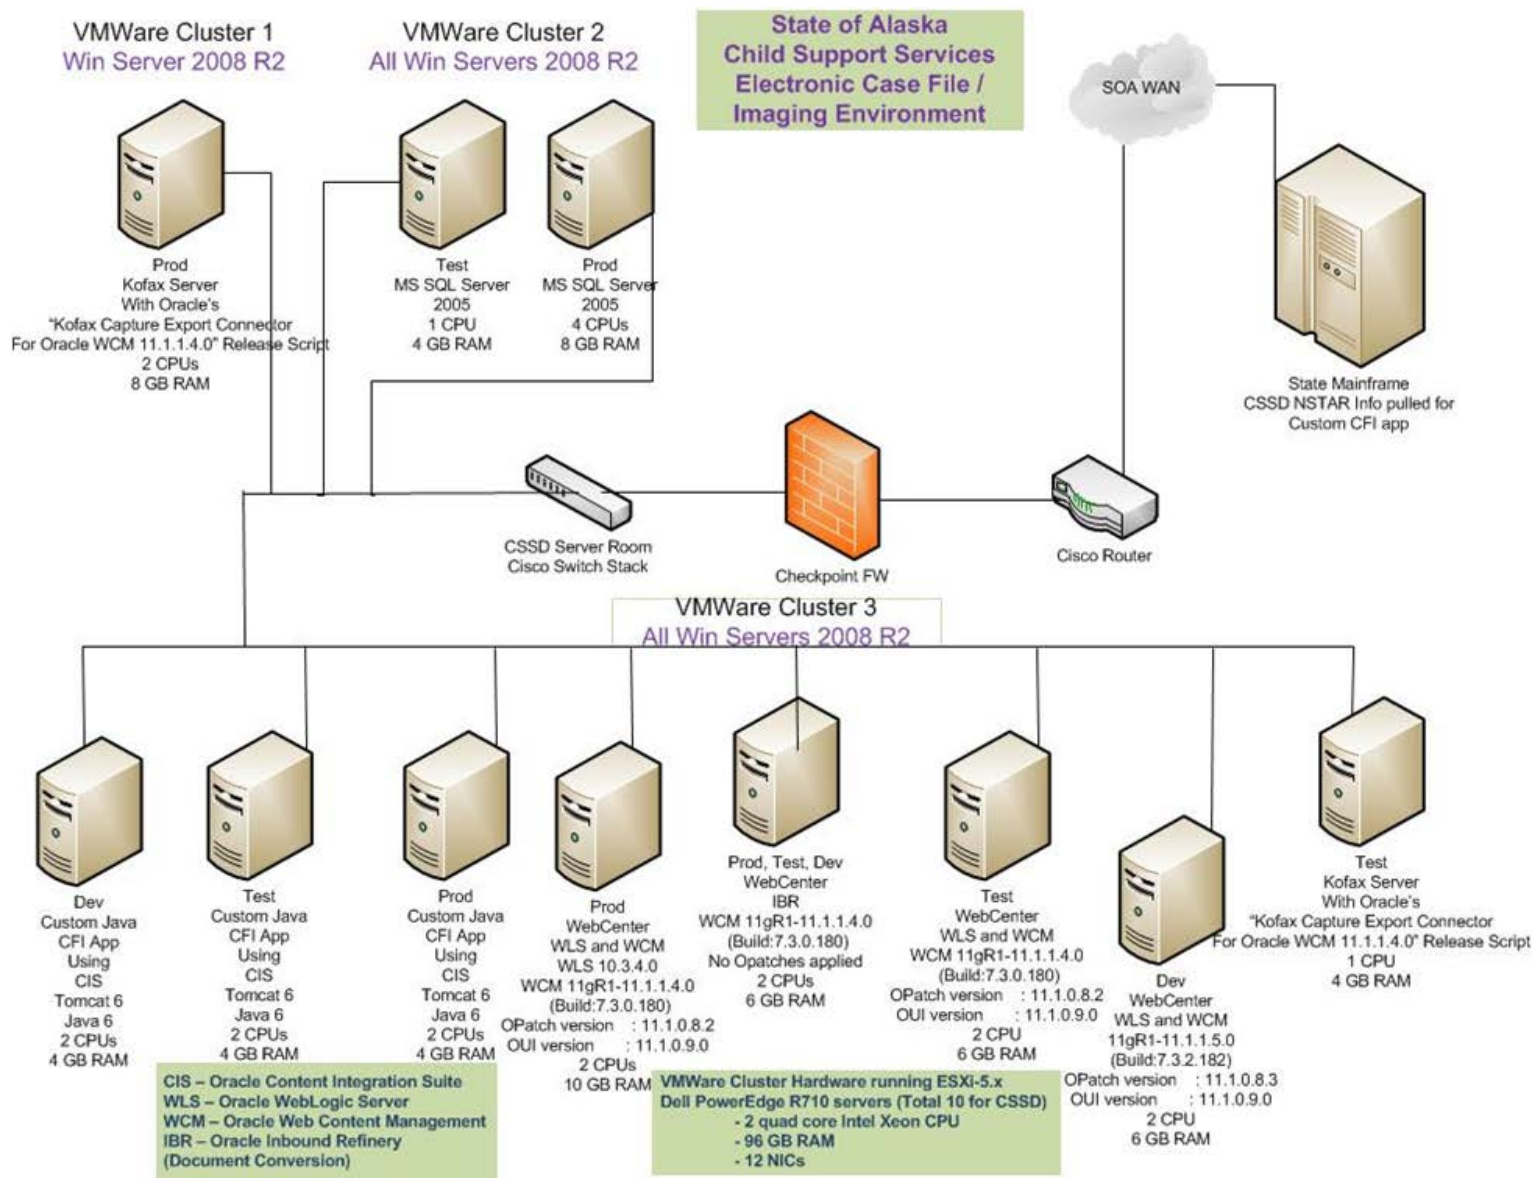 VMWare Cluster 1
Win Server 2008 R2
VMWare Cluster 2
All Win Servers 2008 R2
State of Alaska
Child Support Services
Electronic Case File /
Imaging Environment
SOA WAN
Prod
Kofax Server
With Oracle's
"Kofax Capture Export Connector
For Oracle WCM 11.1.1.4.0" Release Script
2 CPUs
8 GB RAM
Test
MS SQL Server
2005
1 CPU
4 GB RAM
Prod
MS SQL Server
2005
4 CPUs
8 GB RAM
State Mainframe
CSSD NSTAR Info pulled for
Custom CFI app
CSSD Server Room
Cisco Switch Stack
Checkpoint FW
Cisco Router
VMWare Cluster 3
All Win Servers 2008 R2
Dev
Custom Java
CFI App
Using
CIS
Tomcat 6
Java 6
2 CPUs
4 GB RAM
Test
Custom Java
CFI App
Using
CIS
Tomcat 6
Java 6
2 CPUs
4 GB RAM
Prod
Custom Java
CFI App
Using
CIS
Tomcat 6
Java 6
2 CPUs
4 GB RAM
Prod
WebCenter
WLS and WCM
WLS 10.3.4.0
WCM 11gR1-11.1.1.4.0
(Build:7.3.0.180)
OPatch version : 11.1.0.8.2
OUI version : 11.1.0.9.0
2 CPUs
10 GB RAM
Prod, Test, Dev
WebCenter
IBR
WCM 11gR1-11.1.1.4.0
(Build:7.3.0.180)
No Opatches applied
2 CPUs
6 GB RAM
Test
WebCenter
WLS and WCM
WCM 11gR1-11.1.1.4.0
(Build:7.3.0.180)
OPatch version : 11.1.0.8.2
OUI version : 11.1.0.9.0
2 CPU
6 GB RAM
Dev
WebCenter
WLS and WCM
11gR1-11.1.1.5.0
(Build:7.3.2.182)
OPatch version : 11.1.0.8.3
OUI version : 11.1.0.9.0
2 CPU
6 GB RAM
Test
Kofax Server
With Oracle's
"Kofax Capture Export Connector
For Oracle WCM 11.1.1.4.0" Release Script
1 CPU
4 GB RAM
CIS – Oracle Content Integration Suite
WLS – Oracle WebLogic Server
WCM – Oracle Web Content Management
IBR – Oracle Inbound Refinery
(Document Conversion)
VMWare Cluster Hardware running ESXi-5.x
Dell PowerEdge R710 servers (Total 10 for CSSD)
- 2 quad core Intel Xeon CPU
- 96 GB RAM
- 12 NICs